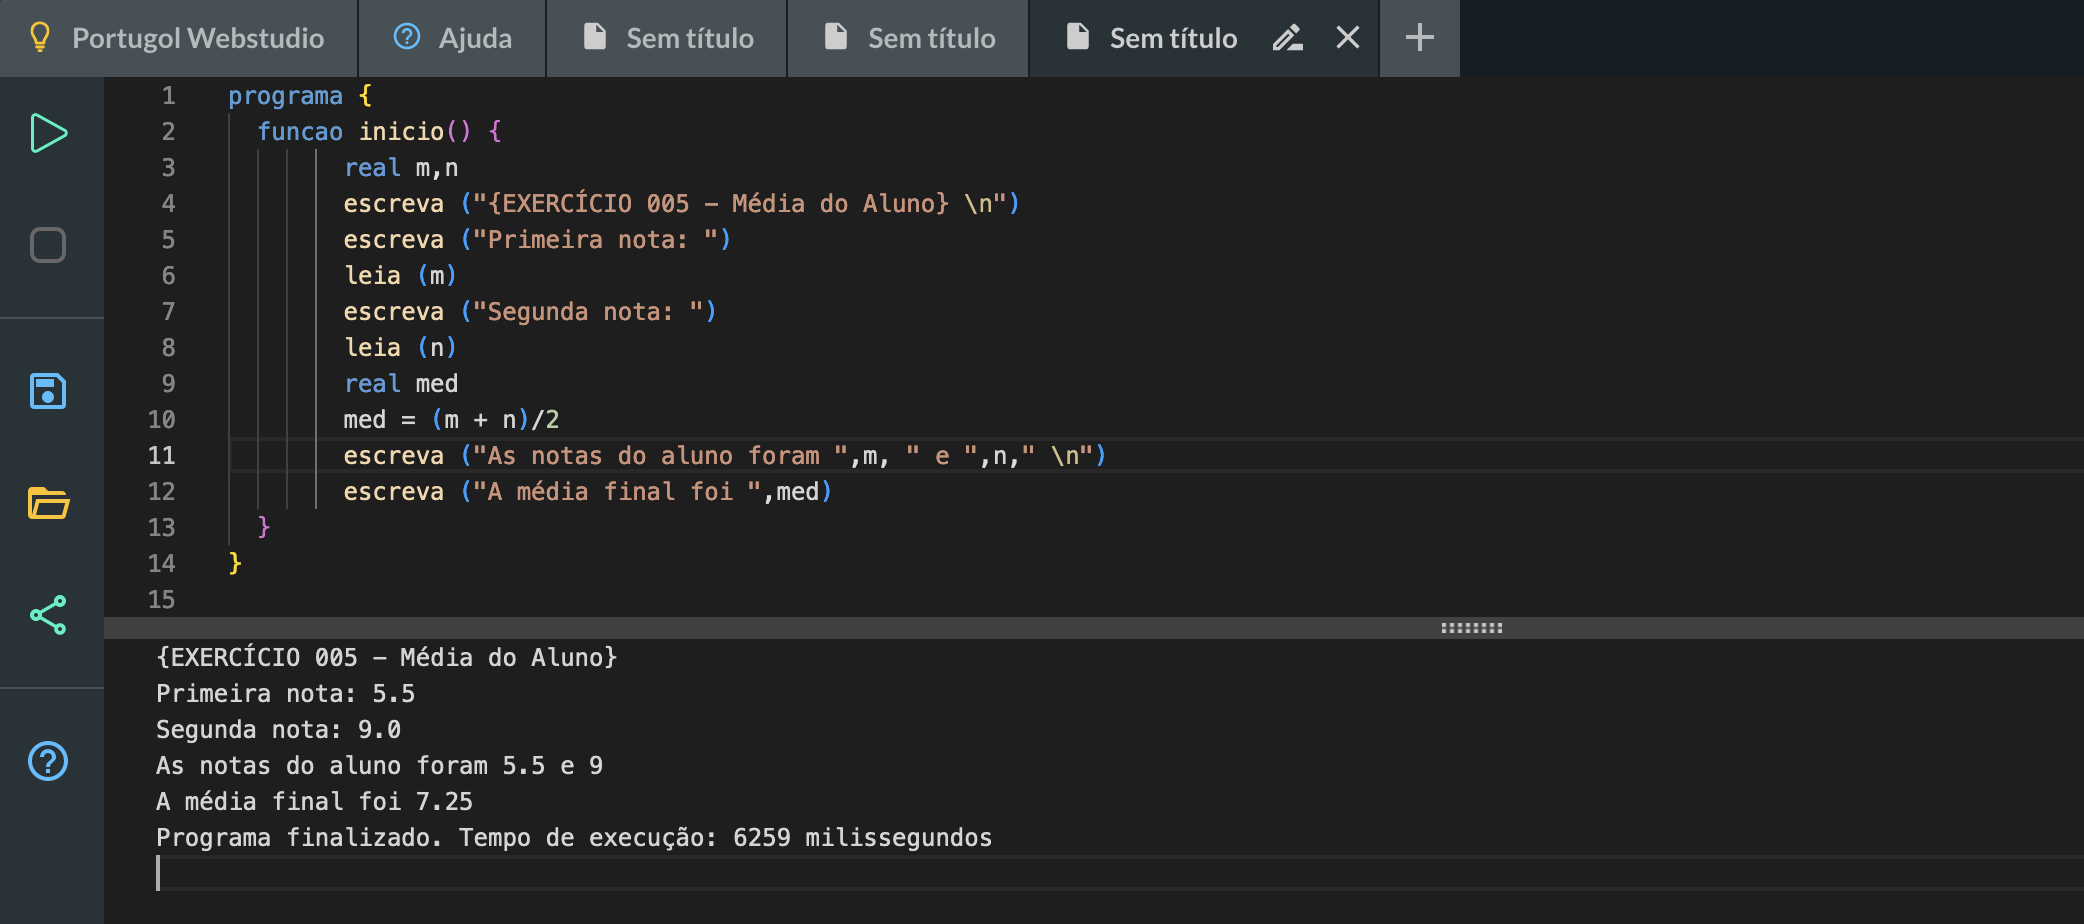 Portugol Webstudio Ajuda Sem título Sem título Sem título
1 programa {
2 funcao inicio() {
3 real m,n
4 escreva ("{EXERCÍCIO 005 - Média do Aluno} \n")
5 escreva ("Primeira nota: ")
6 leia (m)
7 escreva ("Segunda nota: ")
8 leia (n)
9 real med
10 med = (m + n)/2
11 escreva ("As notas do aluno foram ",m, " e ",n," \n")
12 escreva ("A média final foi ",med)
13 }
14 }
15
{EXERCÍCIO 005 - Média do Aluno}
Primeira nota: 5.5
Segunda nota: 9.0
As notas do aluno foram 5.5 e 9
A média final foi 7.25
Programa finalizado. Tempo de execução: 6259 milissegundos